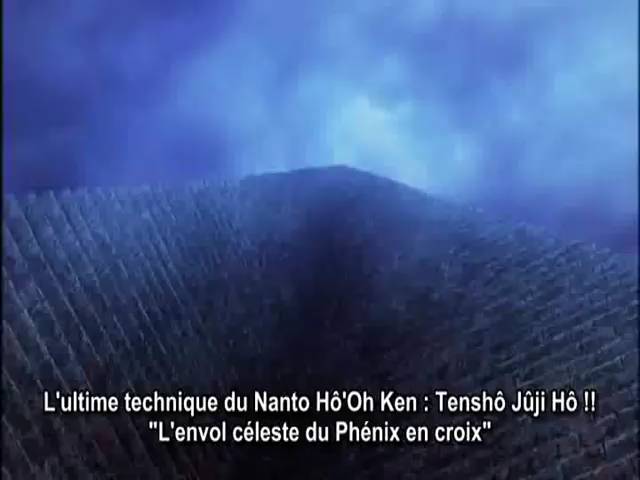 L'ultime technique du Nanto Hô'Oh Ken : Tenshô Jûji Hô !!
"L'envol céleste du Phénix en croix"